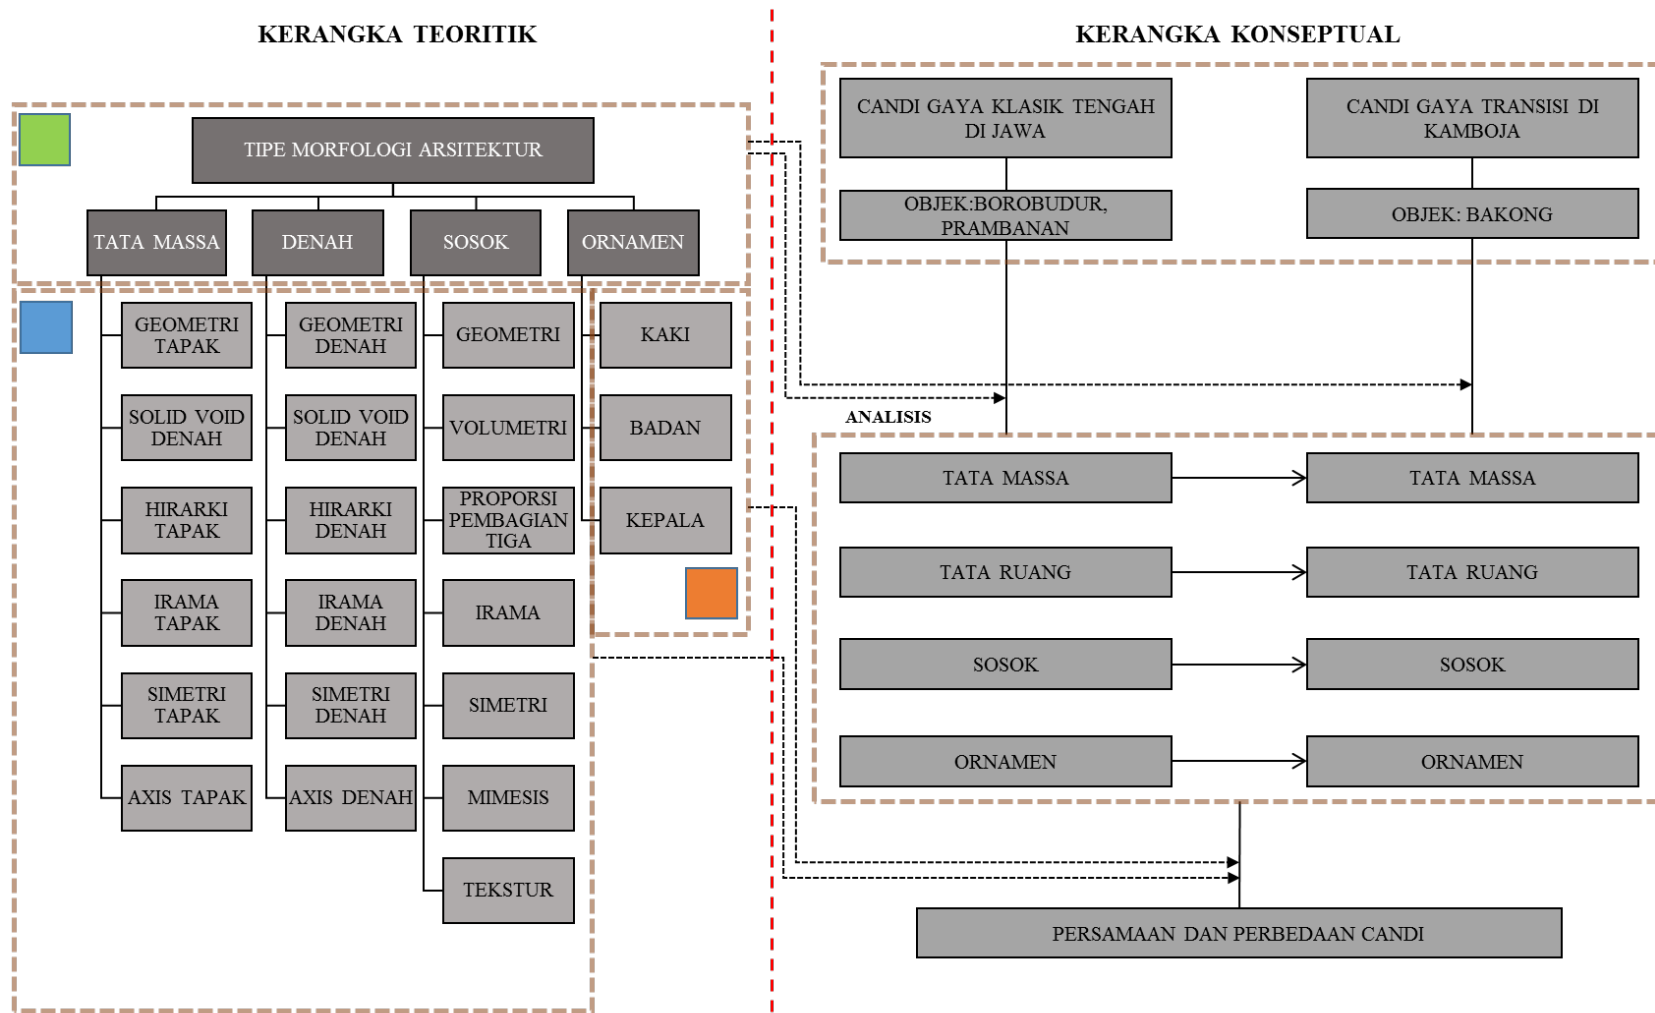 KERANGKA TEORITIK
TIPE MORFOLOGI ARSITEKTUR
TATA MASSA
DENAH
SOSOK
ORNAMEN
GEOMETRI
TAPAK
SOLID VOID
DENAH
HIRARKI
TAPAK
IRAMA
TAPAK
SIMETRI
TAPAK
AXIS TAPAK
GEOMETRI
DENAH
SOLID VOID
DENAH
HIRARKI
DENAH
IRAMA
DENAH
SIMETRI
DENAH
AXIS DENAH
GEOMETRI
VOLUMETRI
PROPORSI
PEMBAGIAN
TIGA
IRAMA
SIMETRI
MIMESIS
TEKSTUR
KAKI
BADAN
KEPALA
KERANGKA KONSEPTUAL
CANDI GAYA KLASIK TENGAH
DI JAWA
CANDI GAYA TRANSISI DI
KAMBOJA
OBJEK:BOROBUDUR,
PRAMBANAN
OBJEK: BAKONG
ANALISIS
TATA MASSA
TATA MASSA
TATA RUANG
TATA RUANG
SOSOK
SOSOK
ORNAMEN
ORNAMEN
PERSAMAAN DAN PERBEDAAN CANDI